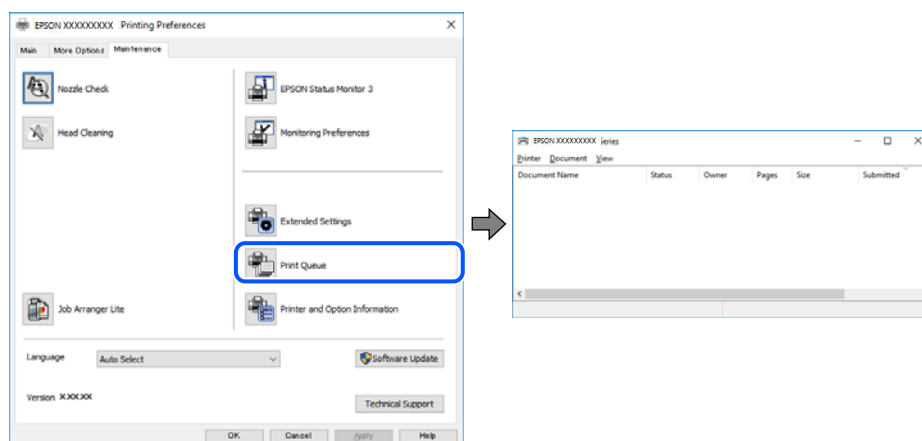 EPSON XXXXXXXXX Printing Preferences
Main More Options Maintenance
Nozzle Check
EPSON Status Monitor 3
Head Cleaning
Monitoring Preferences
Extended Settings
Print Queue
Job Arranger Lite
Printer and Option Information
Language
Auto Select
Software Update
Version X.XX.XX
Technical Support
OK Cancel Apply Help
EPSON XXXXXXXXX ieries
Printer Document View
Document Name Status Owner Pages Size Submitted